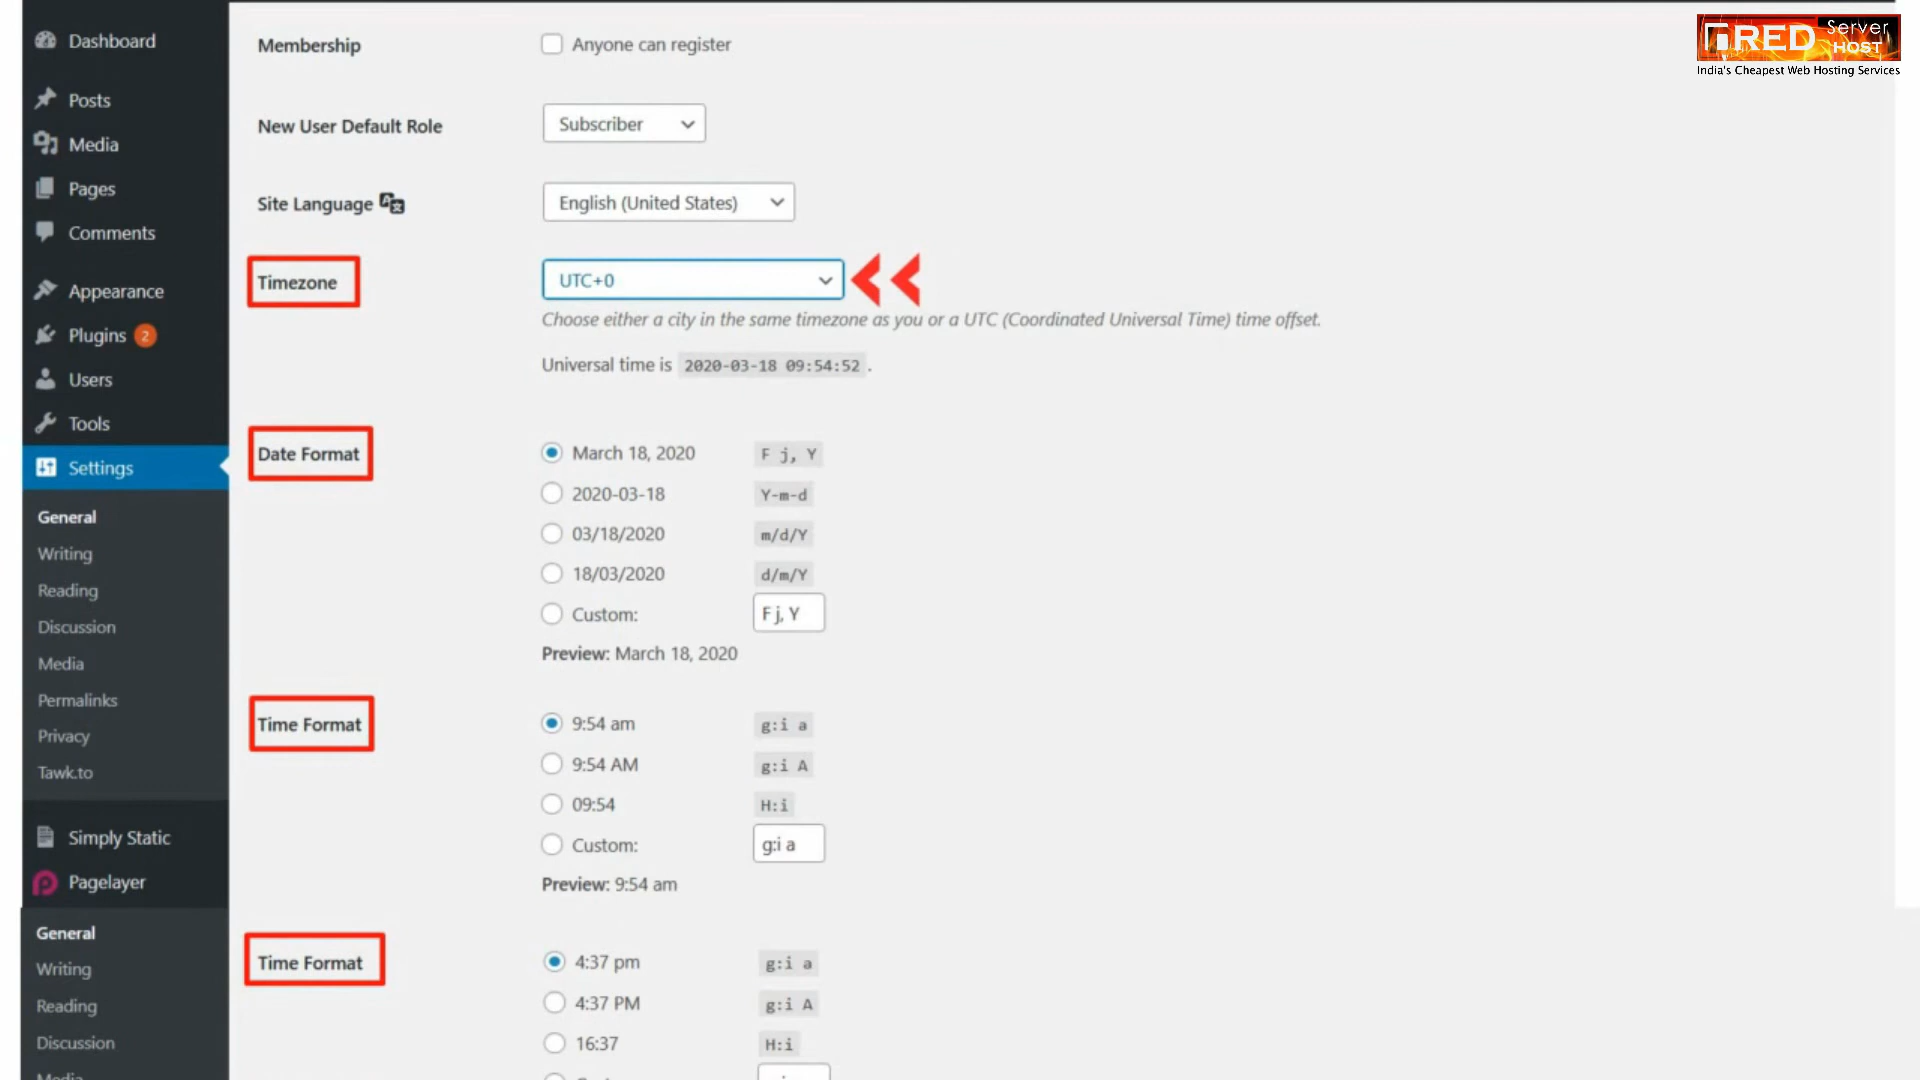 RED Server HOST
India's Cheapest Web Hosting Services
Dashboard
Posts
Media
Pages
Comments
Appearance
Plugins 2
Users
Tools
Settings
General
Writing
Reading
Discussion
Media
Permalinks
Privacy
Tawk.to
Simply Static
Pagelayer
General
Writing
Reading
Discussion
Media
Membership Anyone can register
New User Default Role Subscriber
Site Language English (United States)
Timezone UTC+0
Choose either a city in the same timezone as you or a UTC (Coordinated Universal Time) time offset.
Universal time is 2020-03-18 09:54:52 .
Date Format March 18, 2020 F j, Y
2020-03-18 Y-m-d
03/18/2020 m/d/Y
18/03/2020 d/m/Y
Custom: F j, Y
Preview: March 18, 2020
Time Format 9:54 am g:i a
9:54 AM g:i A
09:54 H:i
Custom: g:i a
Preview: 9:54 am
Time Format 4:37 pm g:i a
4:37 PM g:i A
16:37 H:i